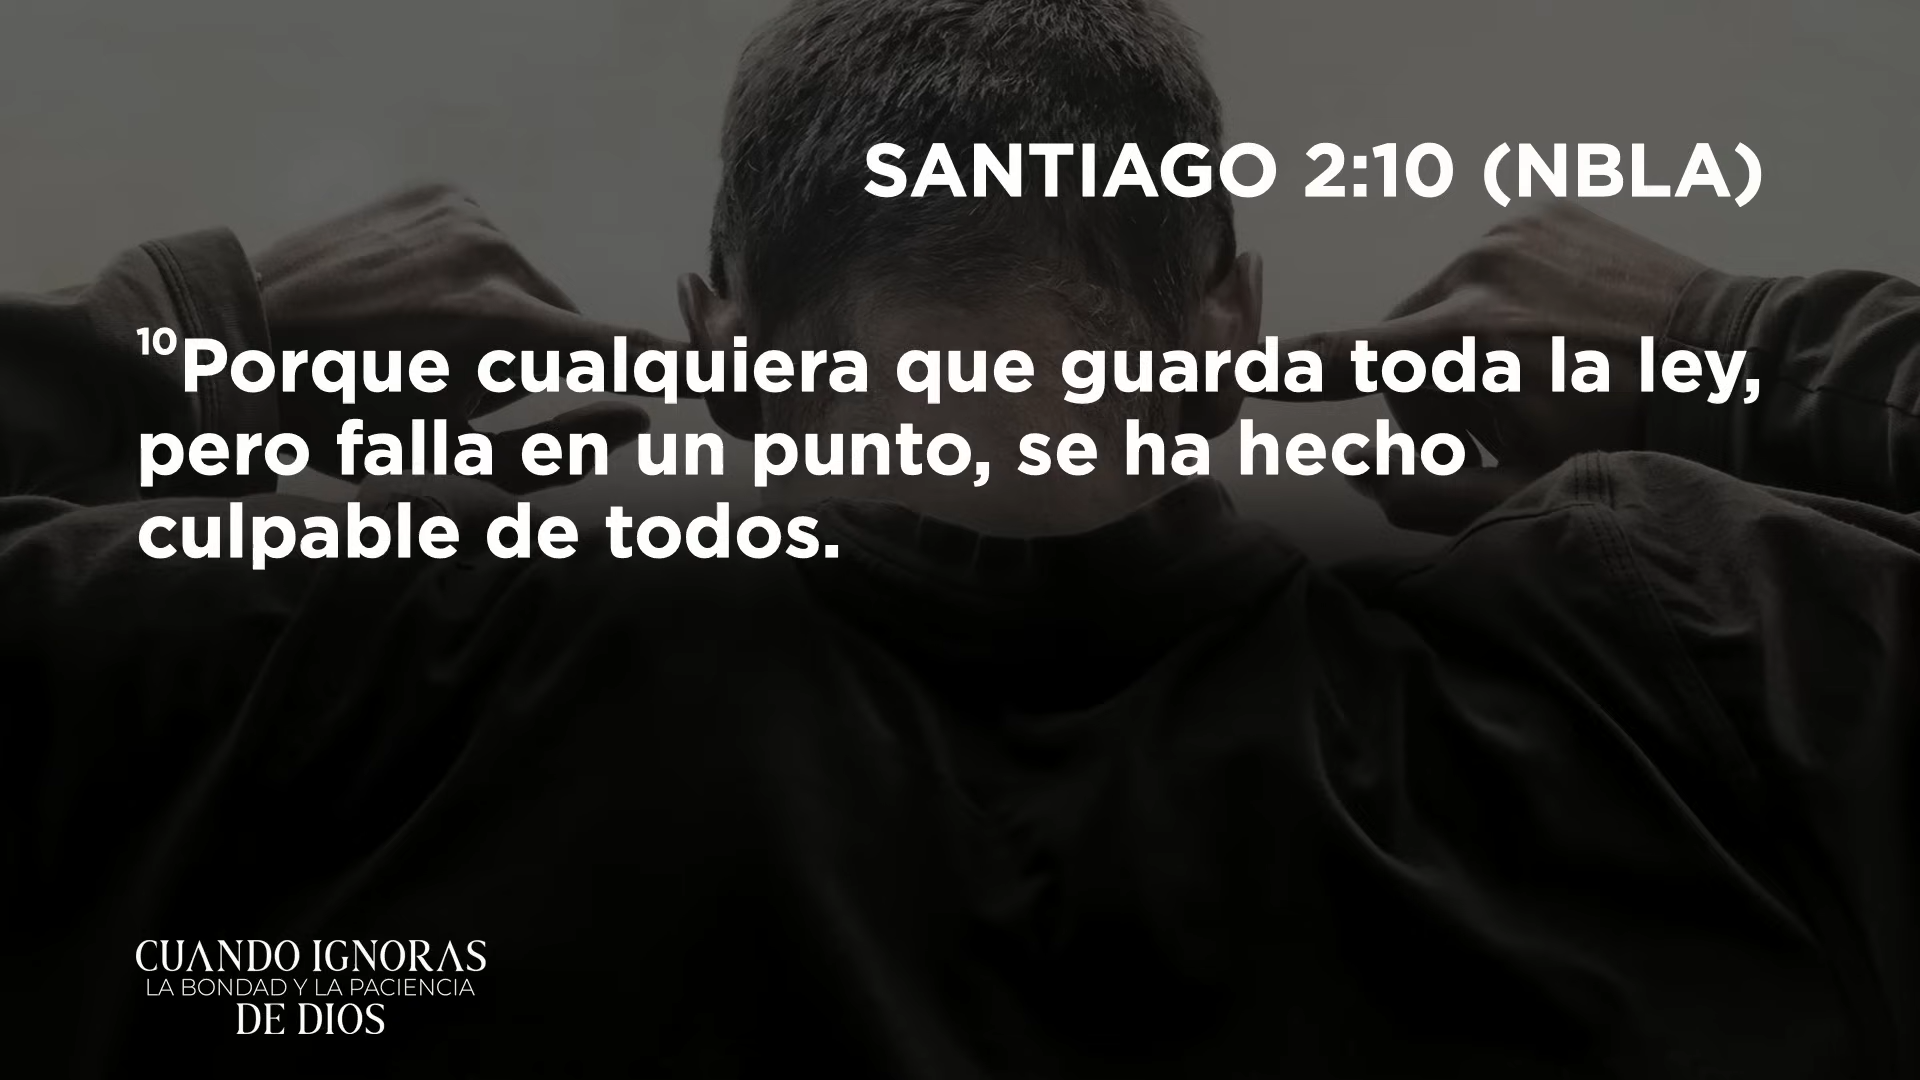 SANTIAGO 2:10 (NBLA)
10Porque cualquiera que guarda toda la ley,
pero falla en un punto, se ha hecho
culpable de todos.
CUANDO IGNORAS
LA BONDAD Y LA PACIENCIA
DE DIOS